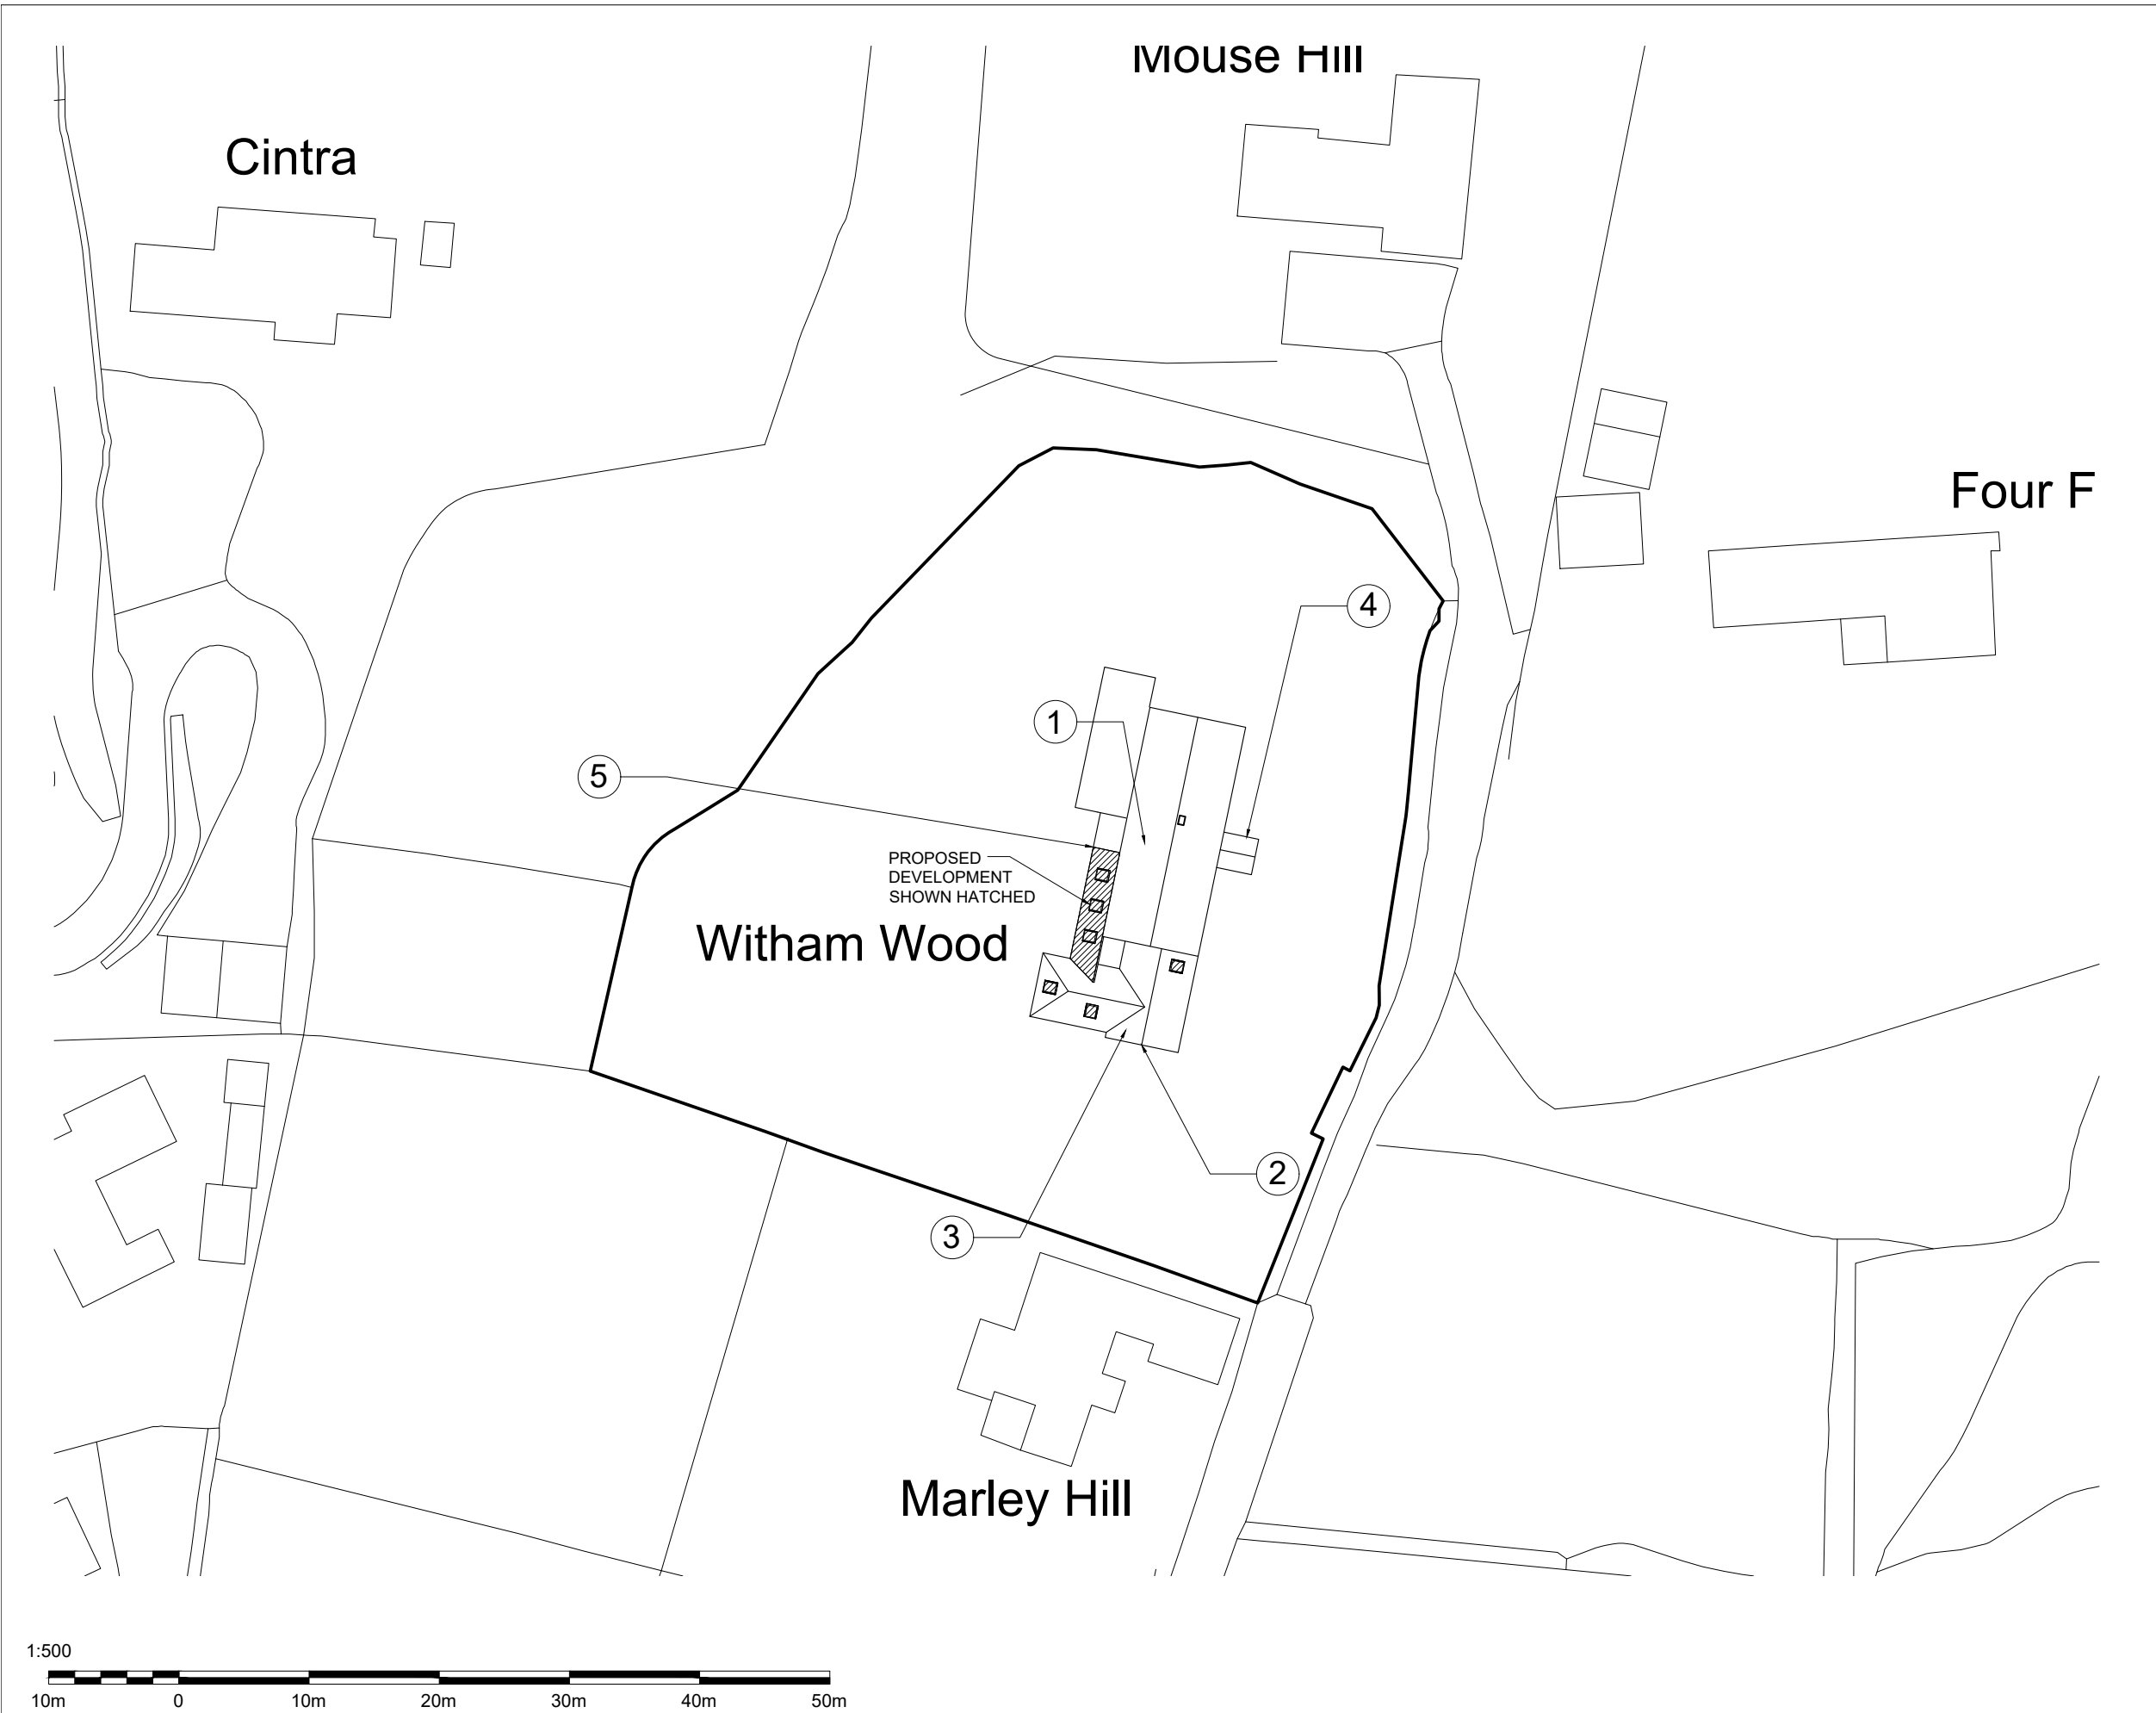 Mouse Hill
Cintra
Four F
4
1
5
PROPOSED
DEVELOPMENT
SHOWN HATCHED
Witham Wood
2
3
Marley Hill
1:500
10m 0 10m 20m 30m 40m 50m